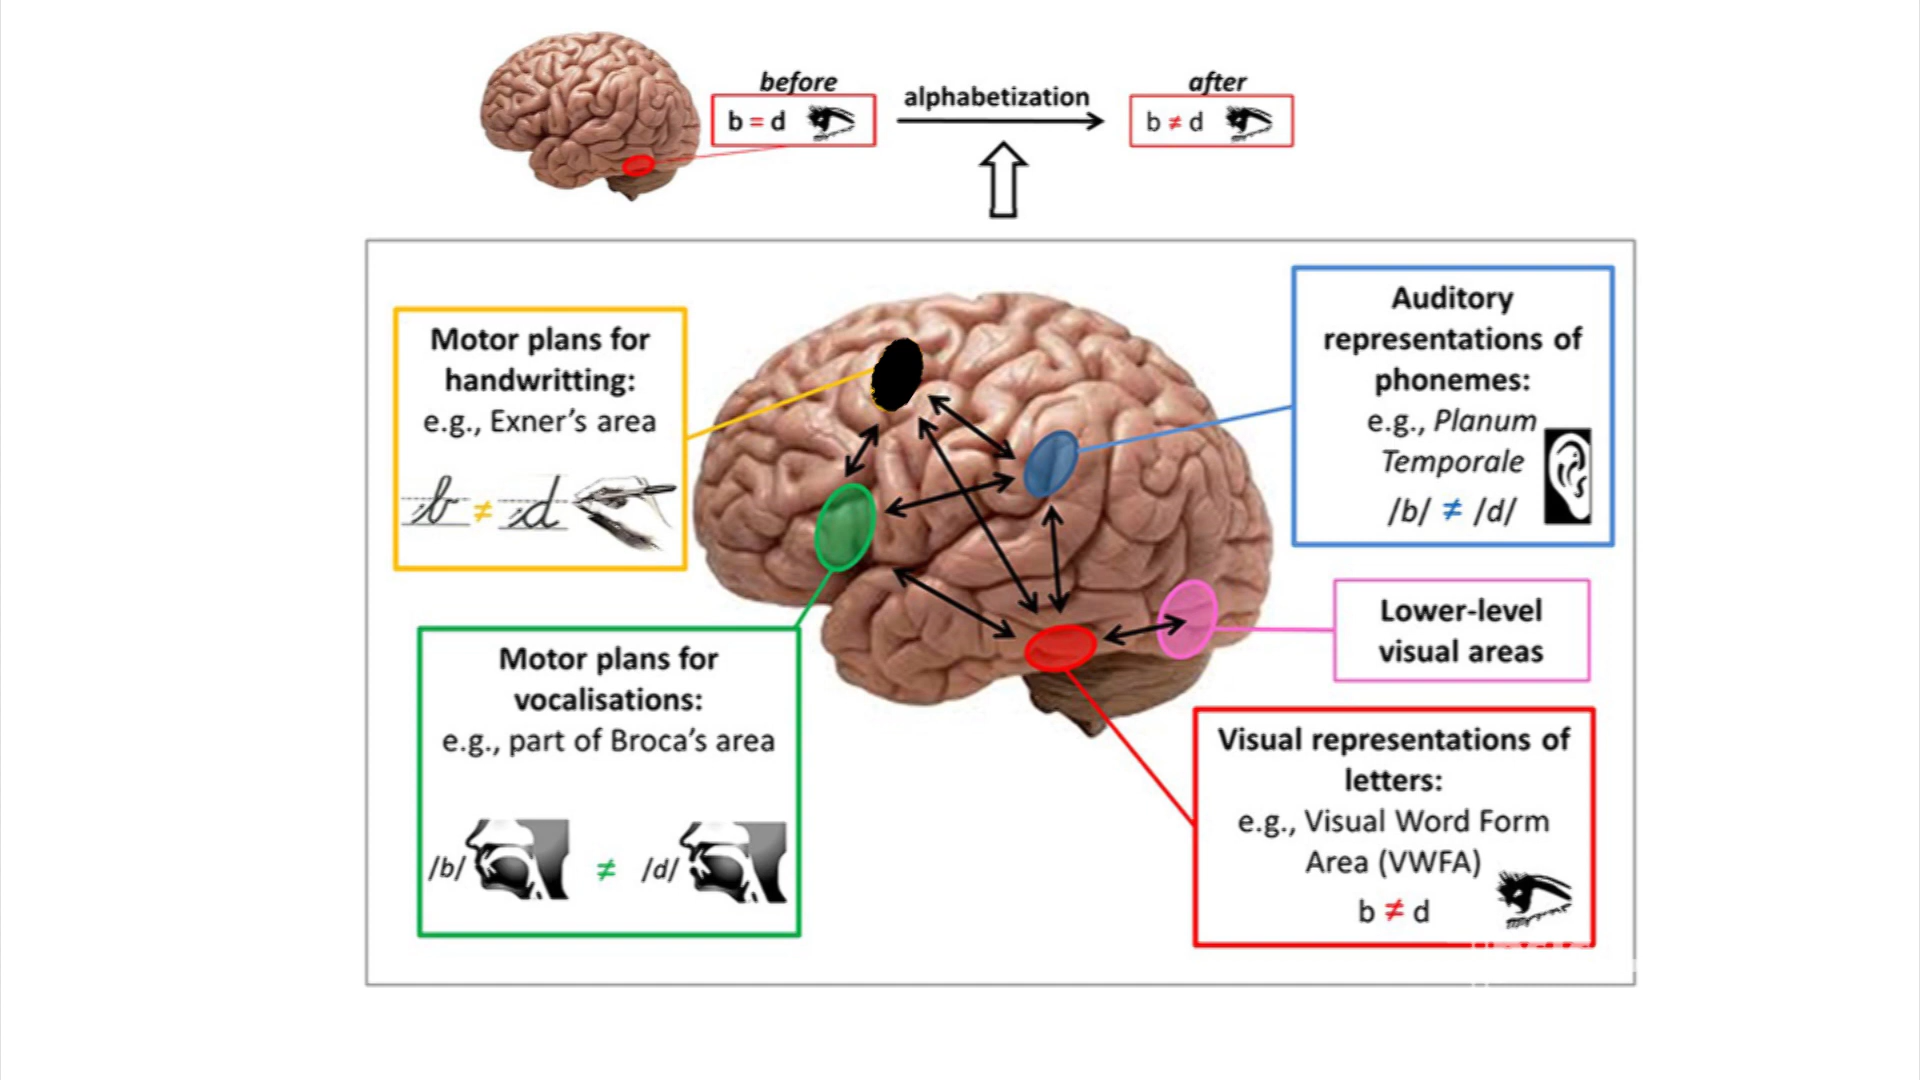 before
b = d
alphabetization
after
b ≠ d
Motor plans for
handwritting:
e.g., Exner's area
b ≠ d
Auditory
representations of
phonemes:
e.g., Planum
Temporale
/b/ ≠ /d/
Motor plans for
vocalisations:
e.g., part of Broca's area
/b/ ≠ /d/
Lower-level
visual areas
Visual representations of
letters:
e.g., Visual Word Form
Area (VWFA)
b ≠ d